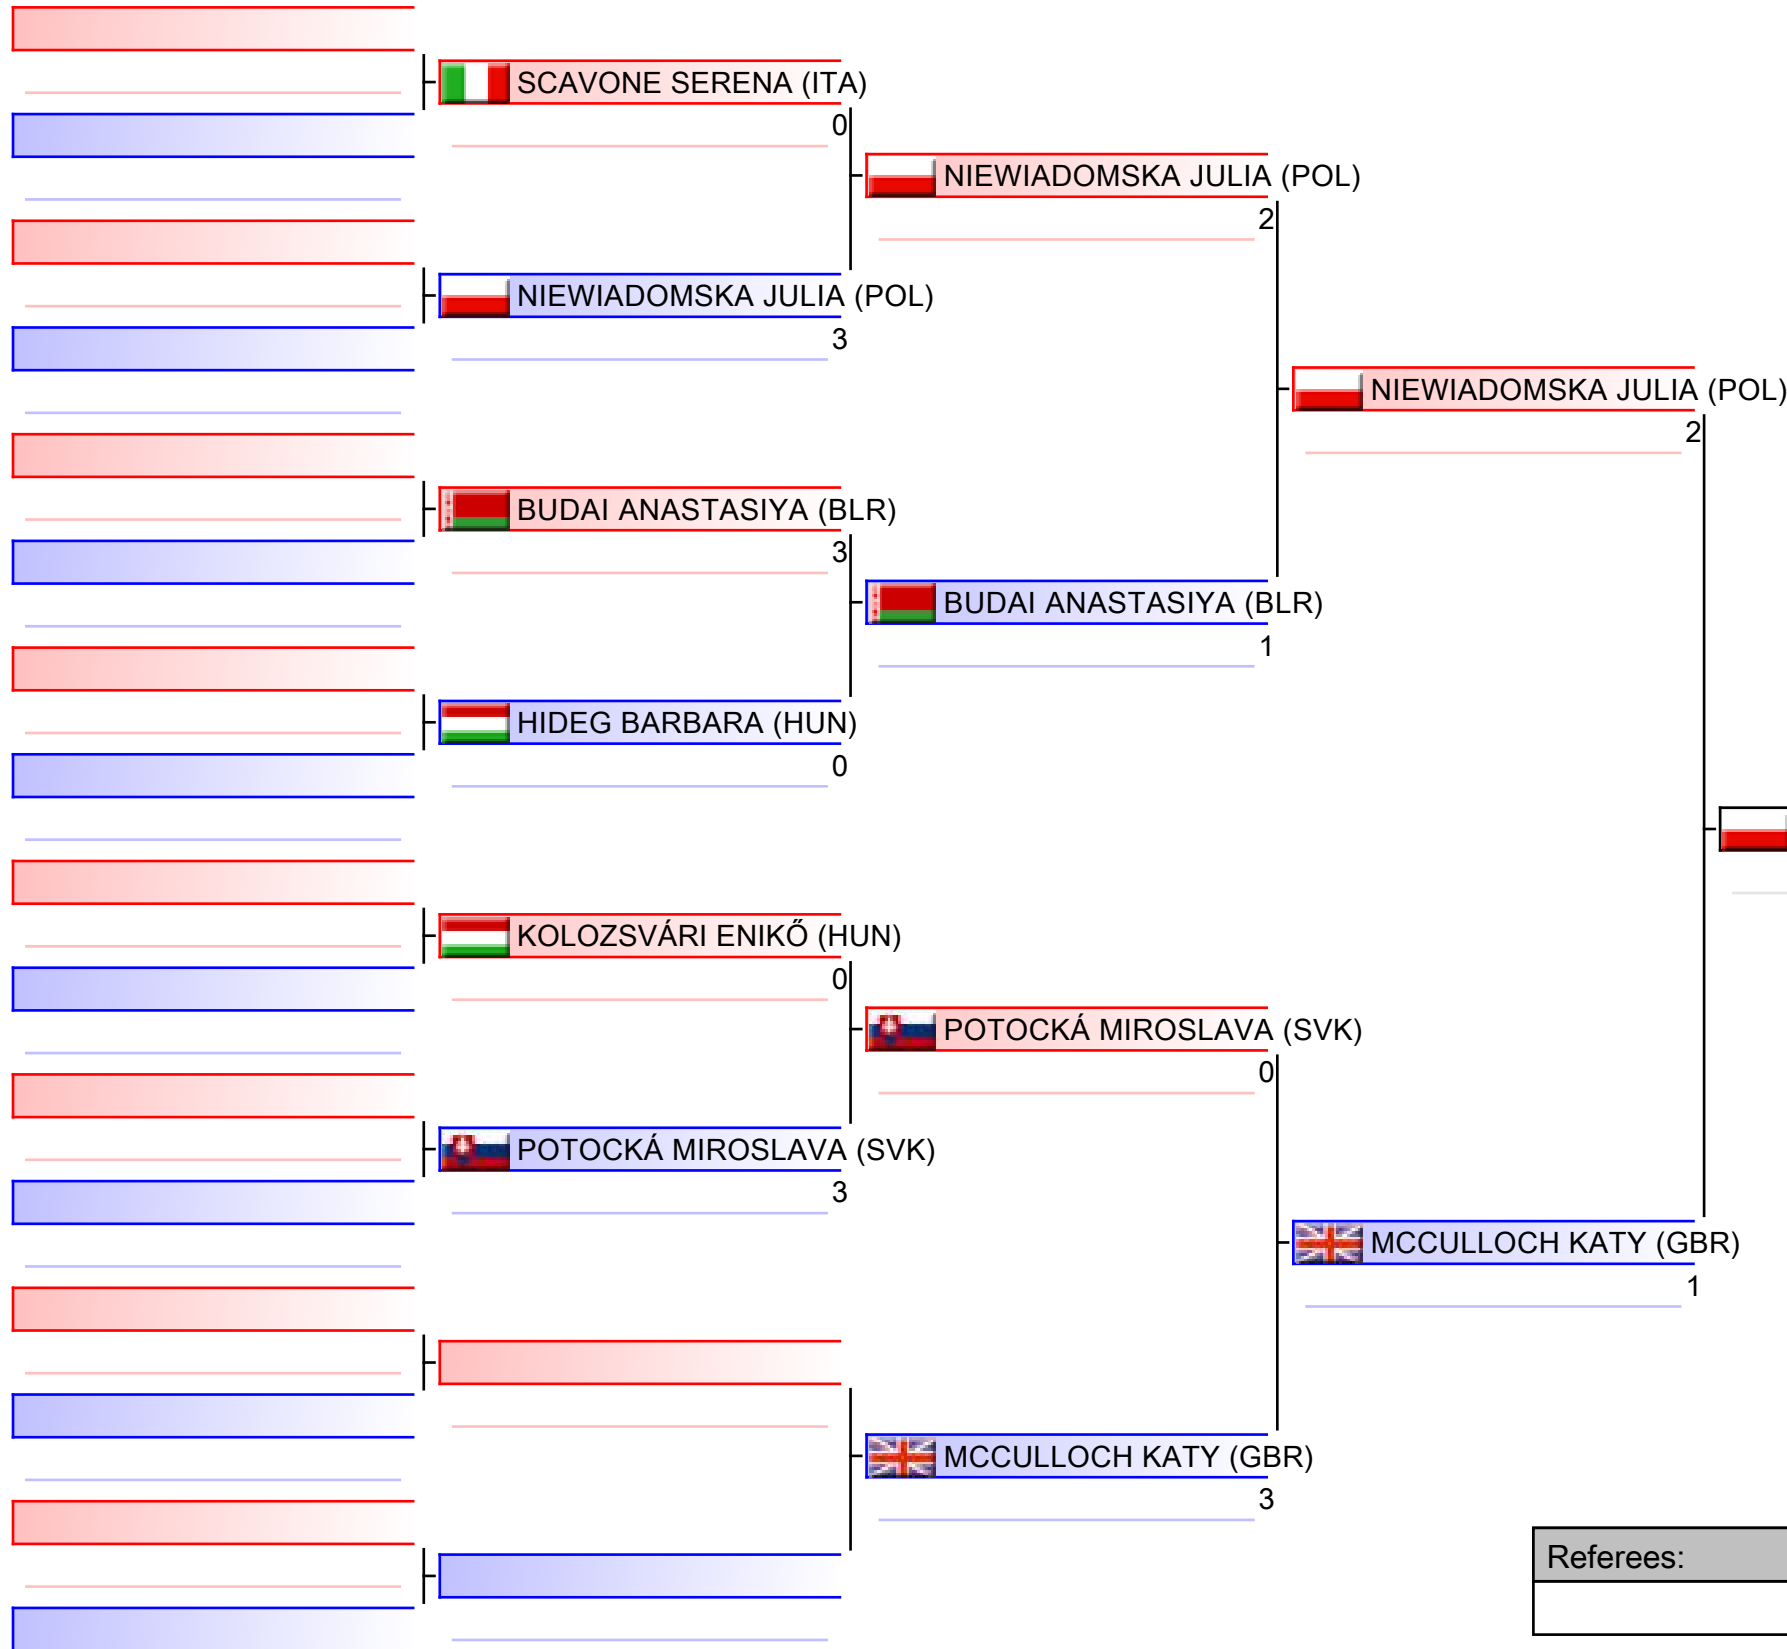 SCAVONE SERENA (ITA)
0
NIEWIADOMSKA JULIA (POL)
2
NIEWIADOMSKA JULIA (POL)
3
NIEWIADOMSKA JULIA (POL)
2
BUDAI ANASTASIYA (BLR)
3
BUDAI ANASTASIYA (BLR)
1
HIDEG BARBARA (HUN)
0
KOLOZSVÁRI ENIKŐ (HUN)
0
POTOCKÁ MIROSLAVA (SVK)
0
POTOCKÁ MIROSLAVA (SVK)
3
MCCULLOCH KATY (GBR)
1
MCCULLOCH KATY (GBR)
3
Referees: